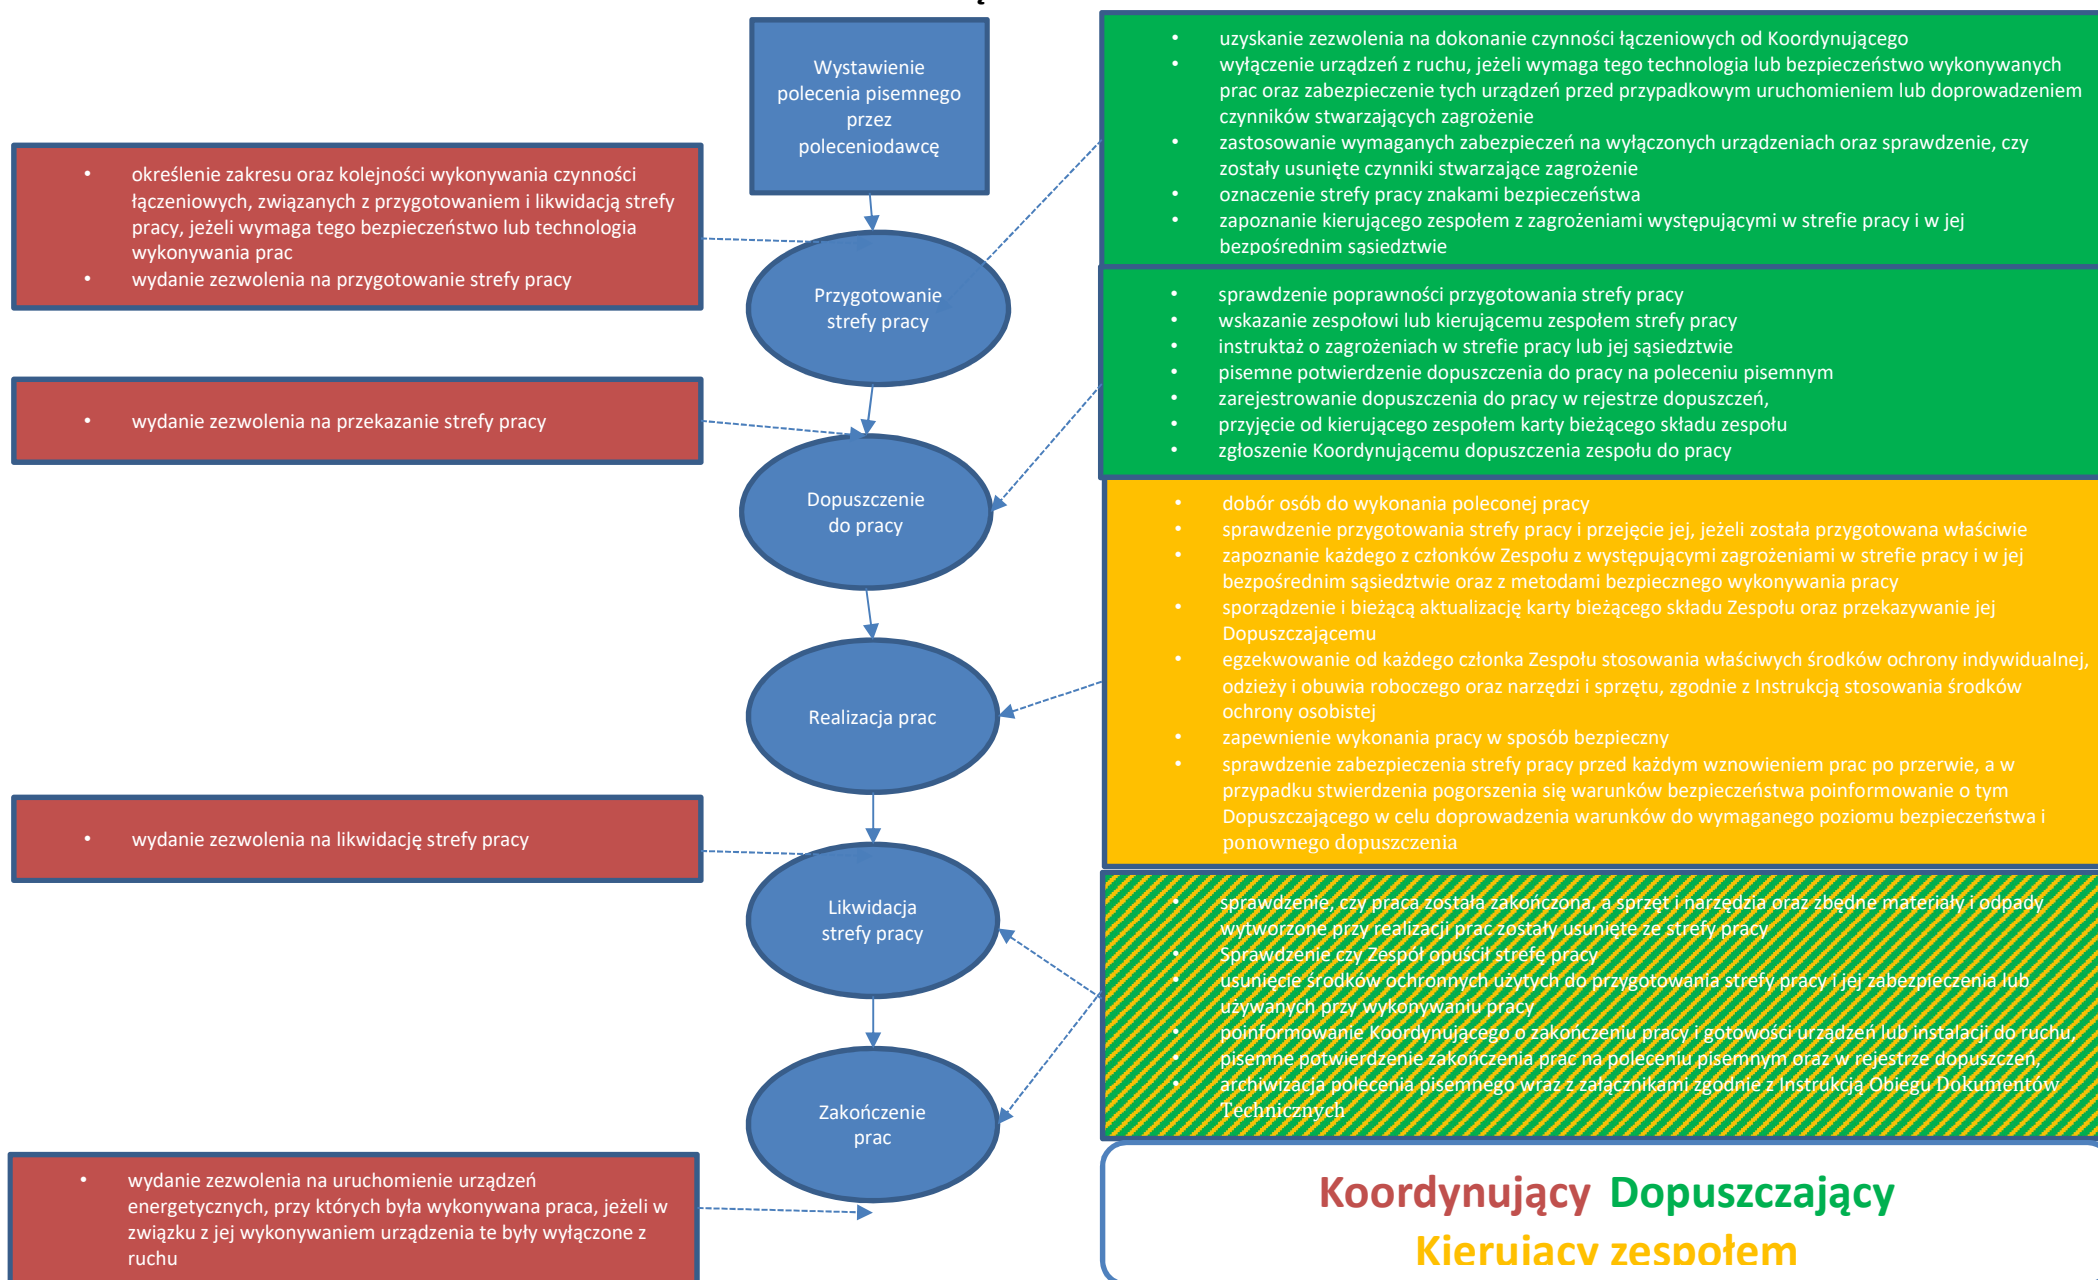 Wystawienie
polecenia pisemnego
przez
poleceniodawcę
• określenie zakresu oraz kolejności wykonywania czynności
łączeniowych, związanych z przygotowaniem i likwidacją strefy
pracy, jeżeli wymaga tego bezpieczeństwo lub technologia
wykonywania prac
• wydanie zezwolenia na przygotowanie strefy pracy
• uzyskanie zezwolenia na dokonanie czynności łączeniowych od Koordynującego
• wyłączenie urządzeń z ruchu, jeżeli wymaga tego technologia lub bezpieczeństwo wykonywanych
prac oraz zabezpieczenie tych urządzeń przed przypadkowym uruchomieniem lub doprowadzeniem
czynników stwarzających zagrożenie
• zastosowanie wymaganych zabezpieczeń na wyłączonych urządzeniach oraz sprawdzenie, czy
zostały usunięte czynniki stwarzające zagrożenie
• oznaczenie strefy pracy znakami bezpieczeństwa
• zapoznanie kierującego zespołem z zagrożeniami występującymi w strefie pracy i w jej
bezpośrednim sąsiedztwie
Przygotowanie
strefy pracy
• wydanie zezwolenia na przekazanie strefy pracy
• sprawdzenie poprawności przygotowania strefy pracy
• wskazanie zespołowi lub kierującemu zespołem strefy pracy
• instruktaż o zagrożeniach w strefie pracy lub jej sąsiedztwie
• pisemne potwierdzenie dopuszczenia do pracy na poleceniu pisemnym
• zarejestrowanie dopuszczenia do pracy w rejestrze dopuszczeń,
• przyjęcie od kierującego zespołem karty bieżącego składu zespołu
• zgłoszenie Koordynującemu dopuszczenia zespołu do pracy
Dopuszczenie
do pracy
• dobór osób do wykonania poleconej pracy
• sprawdzenie przygotowania strefy pracy i przejęcie jej, jeżeli została przygotowana właściwie
• zapoznanie każdego z członków Zespołu z występującymi zagrożeniami w strefie pracy i w jej
bezpośrednim sąsiedztwie oraz z metodami bezpiecznego wykonywania pracy
• sporządzenie i bieżącą aktualizację karty bieżącego składu Zespołu oraz przekazywanie jej
Dopuszczającemu
• egzekwowanie od każdego członka Zespołu stosowania właściwych środków ochrony indywidualnej,
odzieży i obuwia roboczego oraz narzędzi i sprzętu, zgodnie z Instrukcją stosowania środków
ochrony osobistej
• zapewnienie wykonania pracy w sposób bezpieczny
• sprawdzenie zabezpieczenia strefy pracy przed każdym wznowieniem prac po przerwie, a w
przypadku stwierdzenia pogorszenia się warunków bezpieczeństwa poinformowanie o tym
Dopuszczającego w celu doprowadzenia warunków do wymaganego poziomu bezpieczeństwa i
ponownego dopuszczenia
Realizacja prac
• wydanie zezwolenia na likwidację strefy pracy
Likwidacja
strefy pracy
• sprawdzenie, czy praca została zakończona, a sprzęt i narzędzia oraz zbędne materiały i odpady
wytworzone przy realizacji prac zostały usunięte ze strefy pracy
• Sprawdzenie czy Zespół opuścił strefę pracy
• usunięcie środków ochronnych użytych do przygotowania strefy pracy i jej zabezpieczenia lub
używanych przy wykonywaniu pracy
• poinformowanie Koordynującego o zakończeniu pracy i gotowości urządzeń lub instalacji do ruchu,
• pisemne potwierdzenie zakończenia prac na poleceniu pisemnym oraz w rejestrze dopuszczeń,
• archiwizacja polecenia pisemnego wraz z załącznikami zgodnie z Instrukcją Obiegu Dokumentów
Technicznych
Zakończenie
prac
• wydanie zezwolenia na uruchomienie urządzeń
energetycznych, przy których była wykonywana praca, jeżeli w
związku z jej wykonywaniem urządzenia te były wyłączone z
ruchu
Koordynujący Dopuszczający
Kierujący zespołem